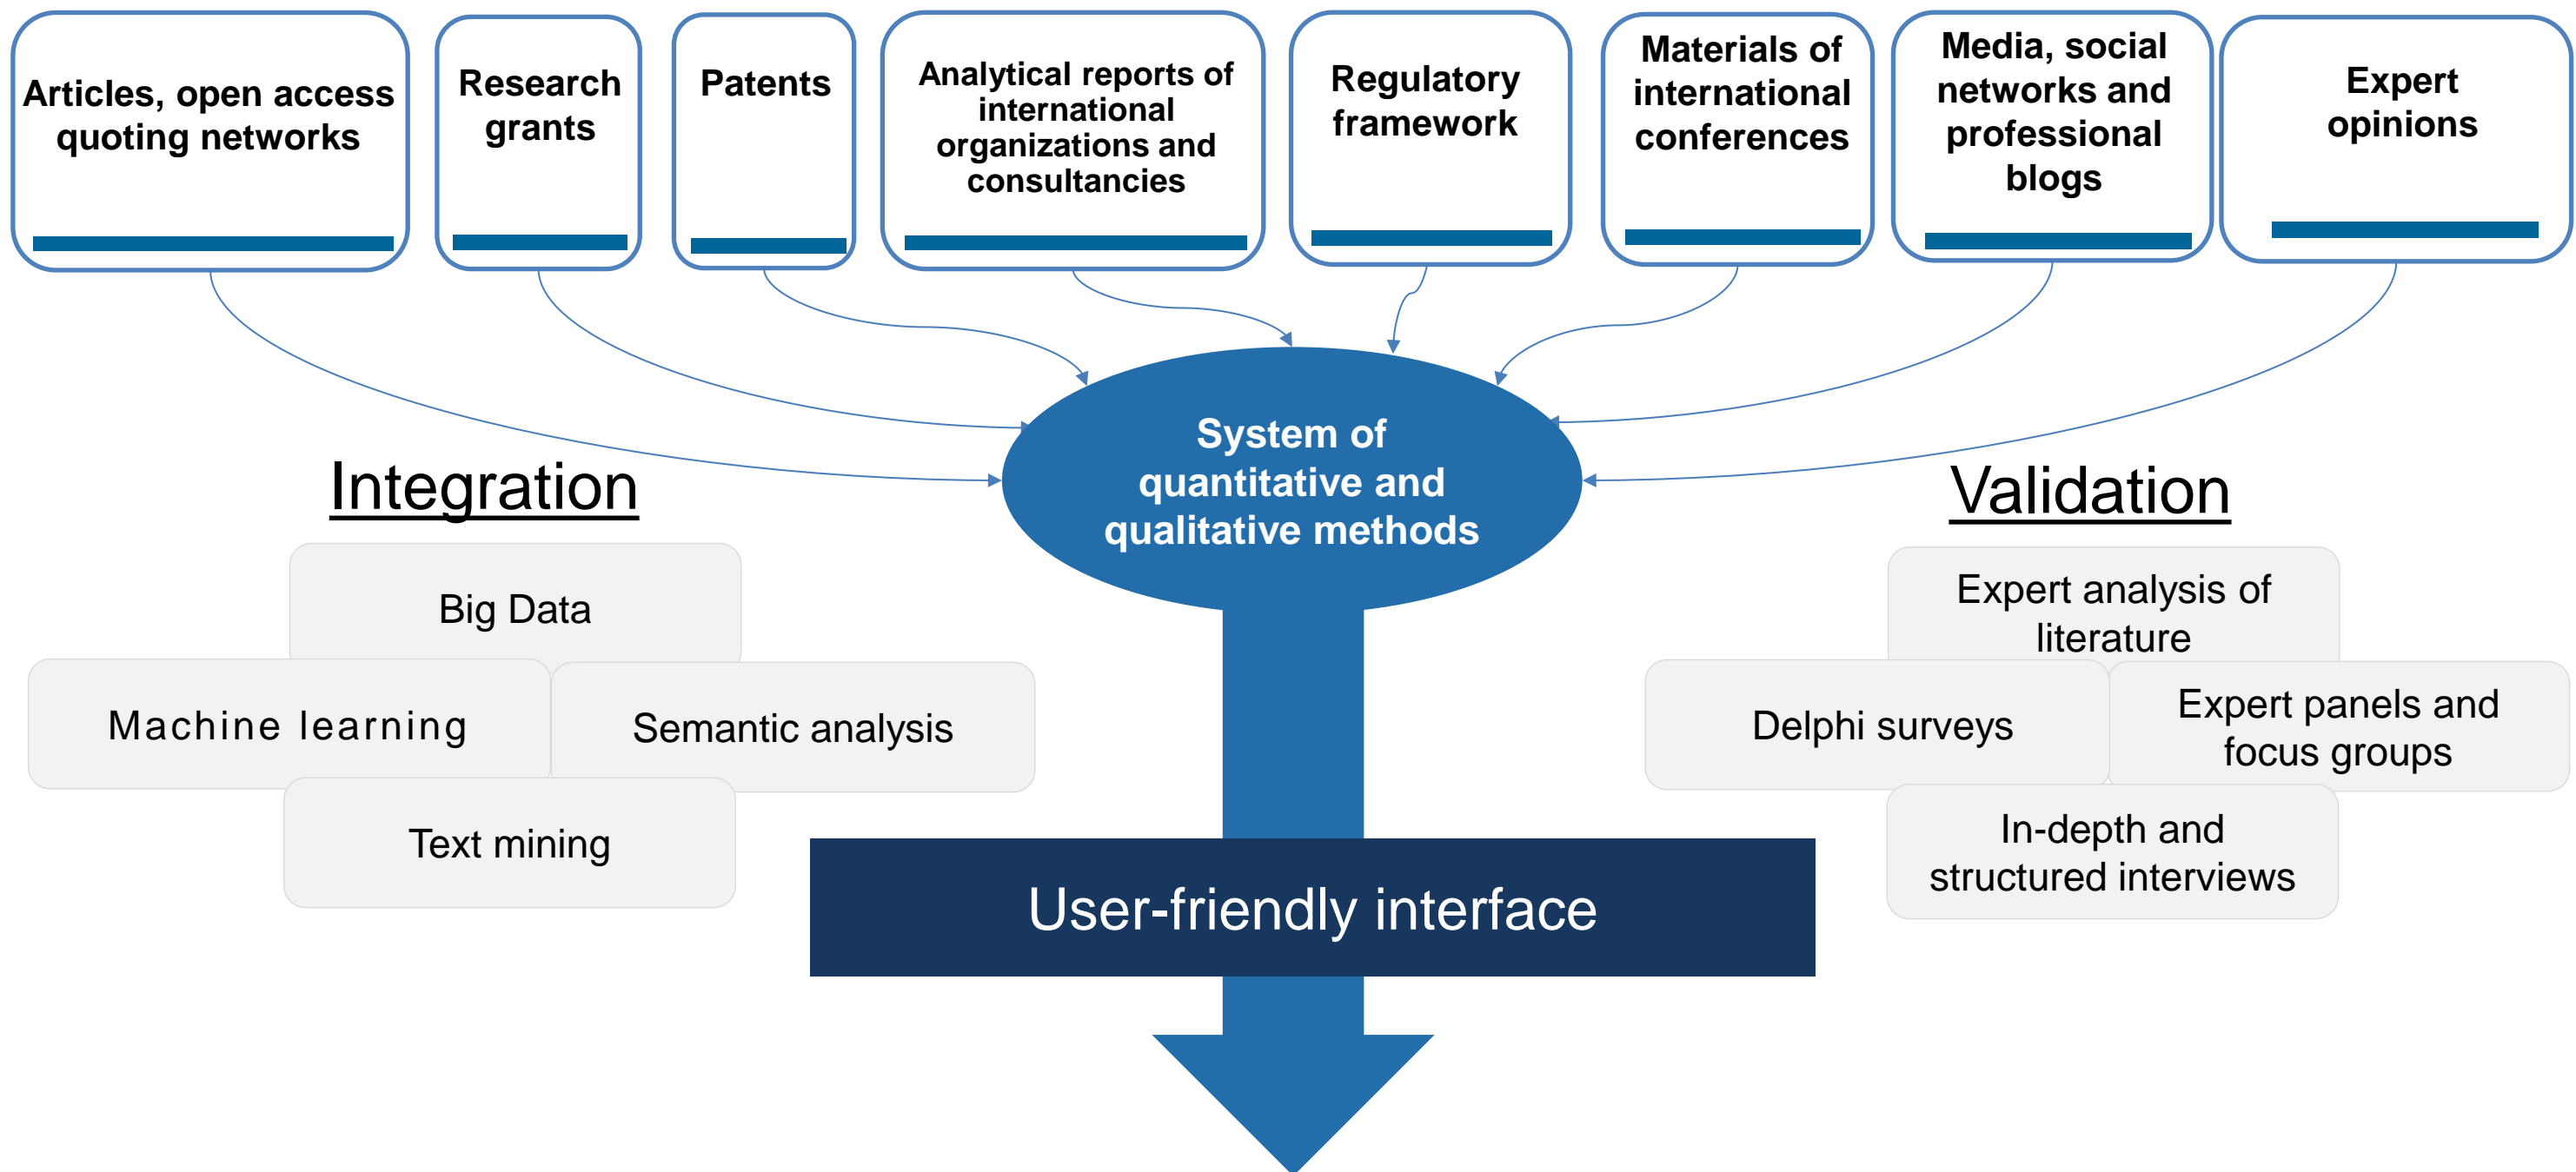 Articles, open access
quoting networks
Research
grants
Patents
Analytical reports of
international
organizations and
consultancies
Regulatory
framework
Materials of
international
conferences
Media, social
networks and
professional
blogs
Expert
opinions
System of
quantitative and
qualitative methods
Integration
Big Data
Machine learning
Semantic analysis
Text mining
Validation
Expert analysis of
literature
Delphi surveys
Expert panels and
focus groups
In-depth and
structured interviews
User-friendly interface